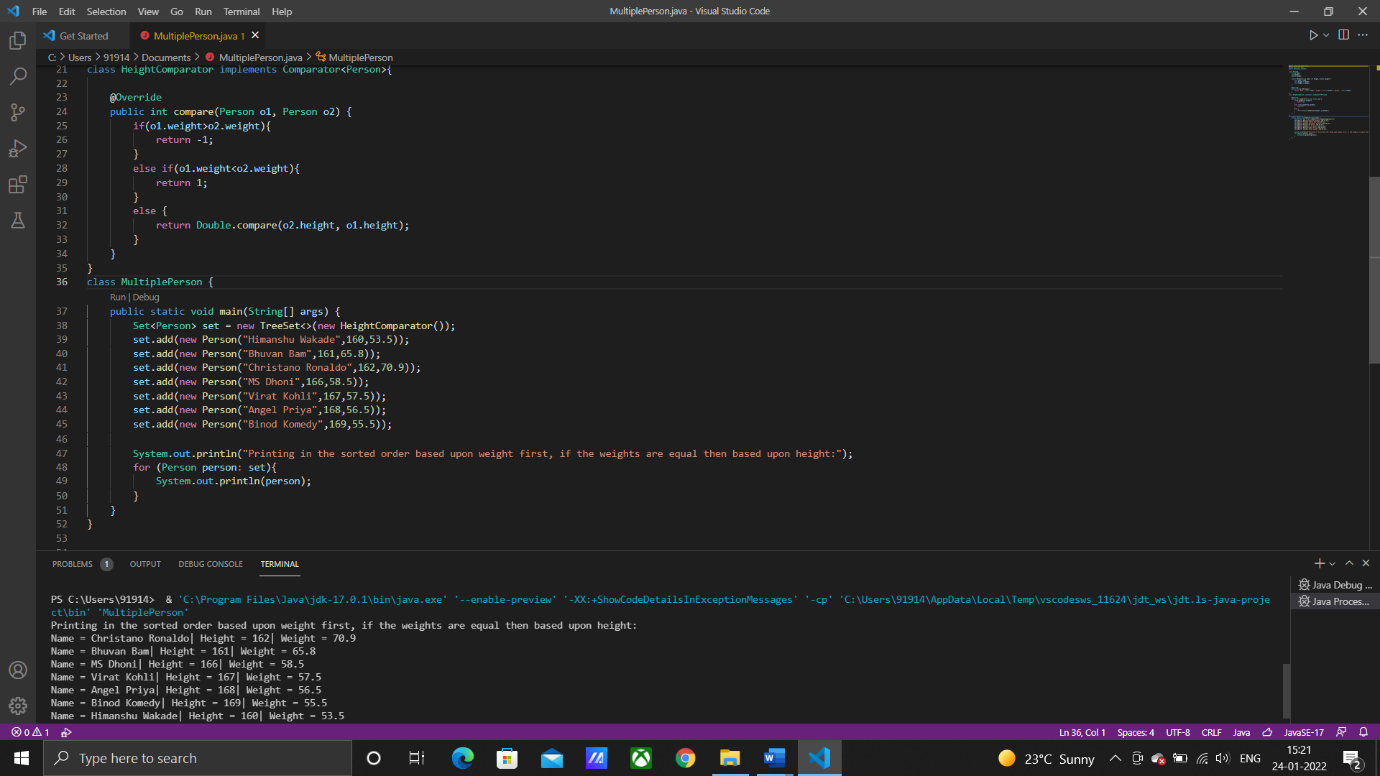 File Edit Selection View Go Run Terminal Help
MultiplePerson.java - Visual Studio Code
Get Started
MultiplePerson.java 1
C: > Users > 91914 > Documents > MultiplePerson.java > MultiplePerson
21 class HeightComparator implements Comparator<Person>{
22
23 @Override
24 public int compare(Person o1, Person o2) {
25 if(o1.weight>o2.weight){
26 return -1;
27 }
28 else if(o1.weight<o2.weight){
29 return 1;
30 }
31 else {
32 return Double.compare(o2.height, o1.height);
33 }
34 }
35 }
36 class MultiplePerson {
Run | Debug
37 public static void main(String[] args) {
38 Set<Person> set = new TreeSet<>(new HeightComparator());
39 set.add(new Person("Himanshu Wakade",160,53.5));
40 set.add(new Person("Bhuvan Bam",161,65.8));
41 set.add(new Person("Christano Ronaldo",162,70.9));
42 set.add(new Person("MS Dhoni",166,58.5));
43 set.add(new Person("Virat Kohli",167,57.5));
44 set.add(new Person("Angel Priya",168,56.5));
45 set.add(new Person("Binod Komedy",169,55.5));
46
47 System.out.println("Printing in the sorted order based upon weight first, if the weights are equal then based upon height:");
48 for (Person person: set){
49 System.out.println(person);
50 }
51 }
52 }
53
PROBLEMS 1 OUTPUT DEBUG CONSOLE TERMINAL
Java Debug ...
Java Proces...
PS C:\Users\91914> & 'C:\Program Files\Java\jdk-17.0.1\bin\java.exe' '--enable-preview' '-XX:+ShowCodeDetailsInExceptionMessages' '-cp' 'C:\Users\91914\AppData\Local\Temp\vscodesws_11624\jdt_ws\jdt.ls-java-proje
ct\bin' 'MultiplePerson'
Printing in the sorted order based upon weight first, if the weights are equal then based upon height:
Name = Christano Ronaldo| Height = 162| Weight = 70.9
Name = Bhuvan Bam| Height = 161| Weight = 65.8
Name = MS Dhoni| Height = 166| Weight = 58.5
Name = Virat Kohli| Height = 167| Weight = 57.5
Name = Angel Priya| Height = 168| Weight = 56.5
Name = Binod Komedy| Height = 169| Weight = 55.5
Name = Himanshu Wakade| Height = 160| Weight = 53.5
0 1
Ln 36, Col 1 Spaces: 4 UTF-8 CRLF Java JavaSE-17
Type here to search
23°C Sunny
ENG
15:21
24-01-2022
2